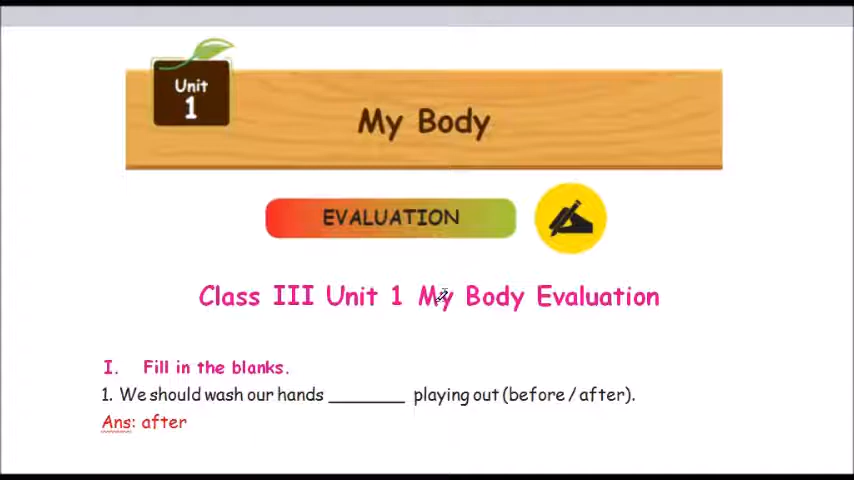 Unit
1
My Body
EVALUATION
Class III Unit 1 My Body Evaluation
I. Fill in the blanks.
1. We should wash our hands _______ playing out (before / after).
Ans: after